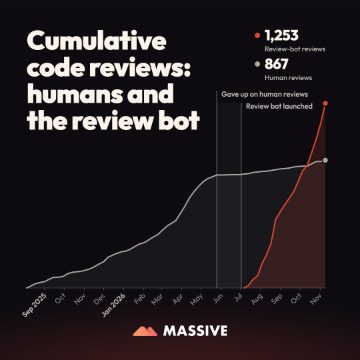 Cumulative
code reviews:
humans and
the review bot
1,253
Review-bot reviews
867
Human reviews
Gave up on human reviews
Review bot launched
Sep 2025
Oct
Nov
Dec
Jan 2026
Feb
Mar
Apr
May
Jun
Jul
Aug
Sep
Oct
Nov
MASSIVE